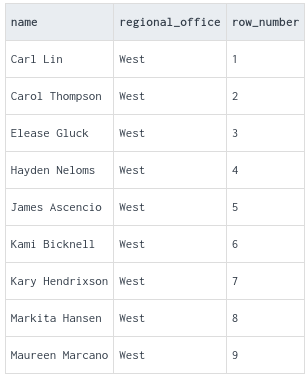 name regional_office row_number
Carl Lin West 1
Carol Thompson West 2
Elease Gluck West 3
Hayden Neloms West 4
James Ascencio West 5
Kami Bicknell West 6
Kary Hendrixson West 7
Markita Hansen West 8
Maureen Marcano West 9